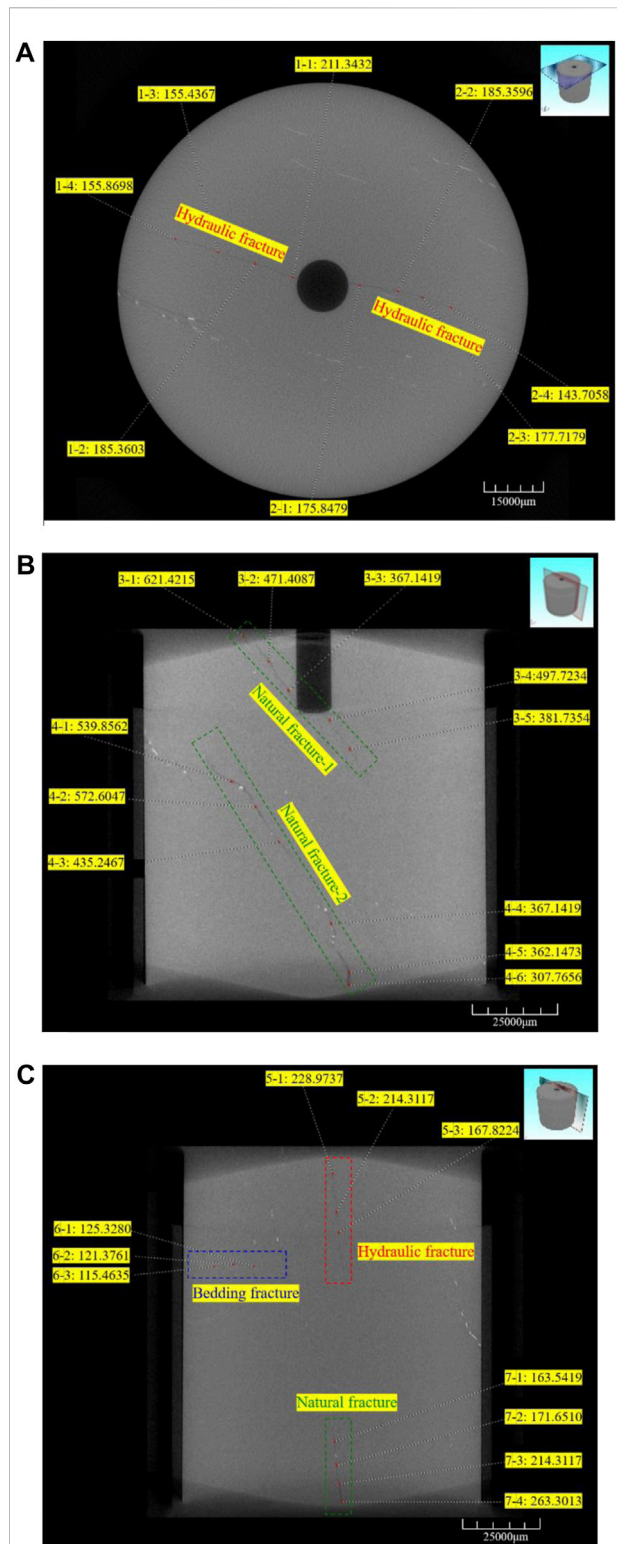 A
1-1: 211.3432
1-3: 155.4367
2-2: 185.3596
1-4: 155.8698
Hydraulic fracture
Hydraulic fracture
2-4: 143.7058
1-2: 185.3603
2-3: 177.7179
2-1: 175.8479
15000μm
B
3-1: 621.4215
3-2: 471.4087
3-3: 367.1419
3-4:497.7234
4-1: 539.8562
3-5: 381.7354
Natural fracture-1
4-2: 572.6047
Natural fracture-2
4-3: 435.2467
4-4: 367.1419
4-5: 362.1473
4-6: 307.7656
25000μm
C
5-1: 228.9737
5-2: 214.3117
5-3: 167.8224
6-1: 125.3280
6-2: 121.3761
6-3: 115.4635
Hydraulic fracture
Bedding fracture
Natural fracture
7-1: 163.5419
7-2: 171.6510
7-3: 214.3117
7-4: 263.3013
25000μm